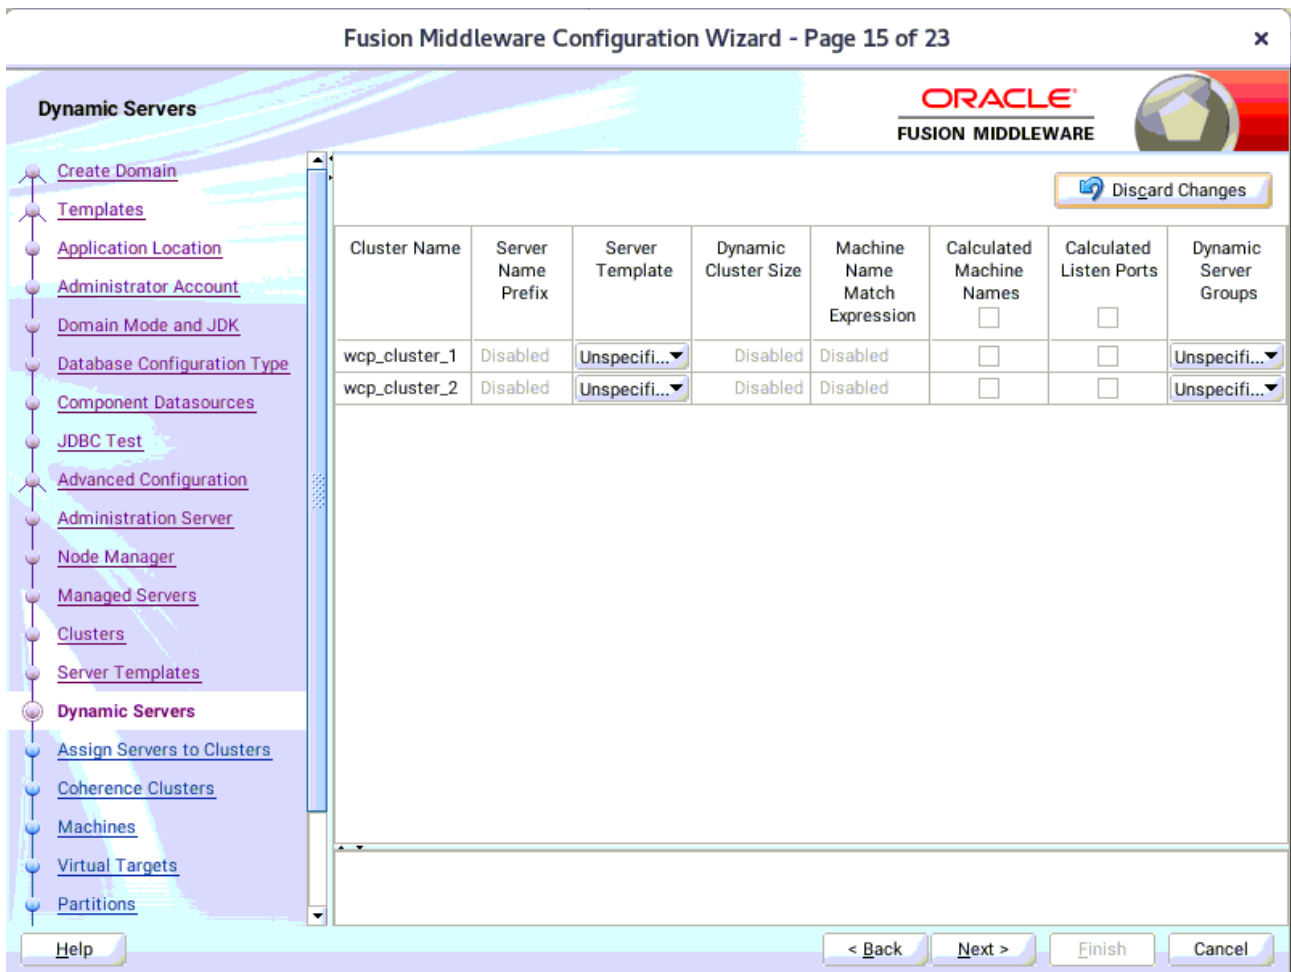 Fusion Middleware Configuration Wizard - Page 15 of 23
Dynamic Servers
ORACLE
FUSION MIDDLEWARE
Create Domain
Templates
Application Location
Administrator Account
Domain Mode and JDK
Database Configuration Type
Component Datasources
JDBC Test
Advanced Configuration
Administration Server
Node Manager
Managed Servers
Clusters
Server Templates
Dynamic Servers
Assign Servers to Clusters
Coherence Clusters
Machines
Virtual Targets
Partitions
Discard Changes
Cluster Name Server Name Prefix Server Template Dynamic Cluster Size Machine Name Match Expression Calculated Machine Names Calculated Listen Ports Dynamic Server Groups
wcp_cluster_1 Disabled Unspecifi... Disabled Disabled Unspecifi...
wcp_cluster_2 Disabled Unspecifi... Disabled Disabled Unspecifi...
Help < Back Next > Finish Cancel